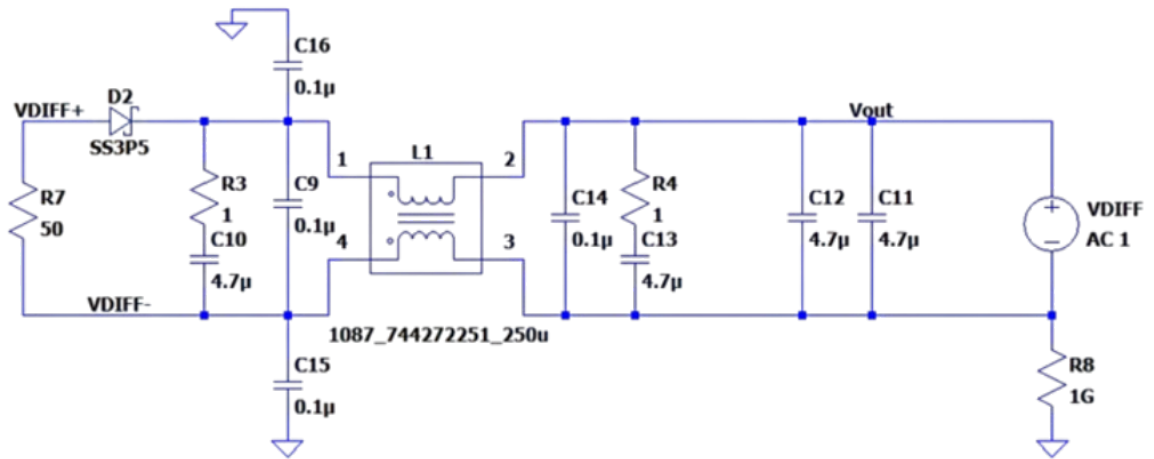 C16
0.1µ
D2
VDIFF+
SS3P5
Vout
1
L1
2
R7
50
R3
1
C10
4.7µ
C9
0.1µ
4
3
C14
0.1µ
R4
1
C13
4.7µ
C12
4.7µ
C11
4.7µ
+
−
VDIFF
AC 1
VDIFF-
1087_744272251_250u
C15
0.1µ
R8
1G